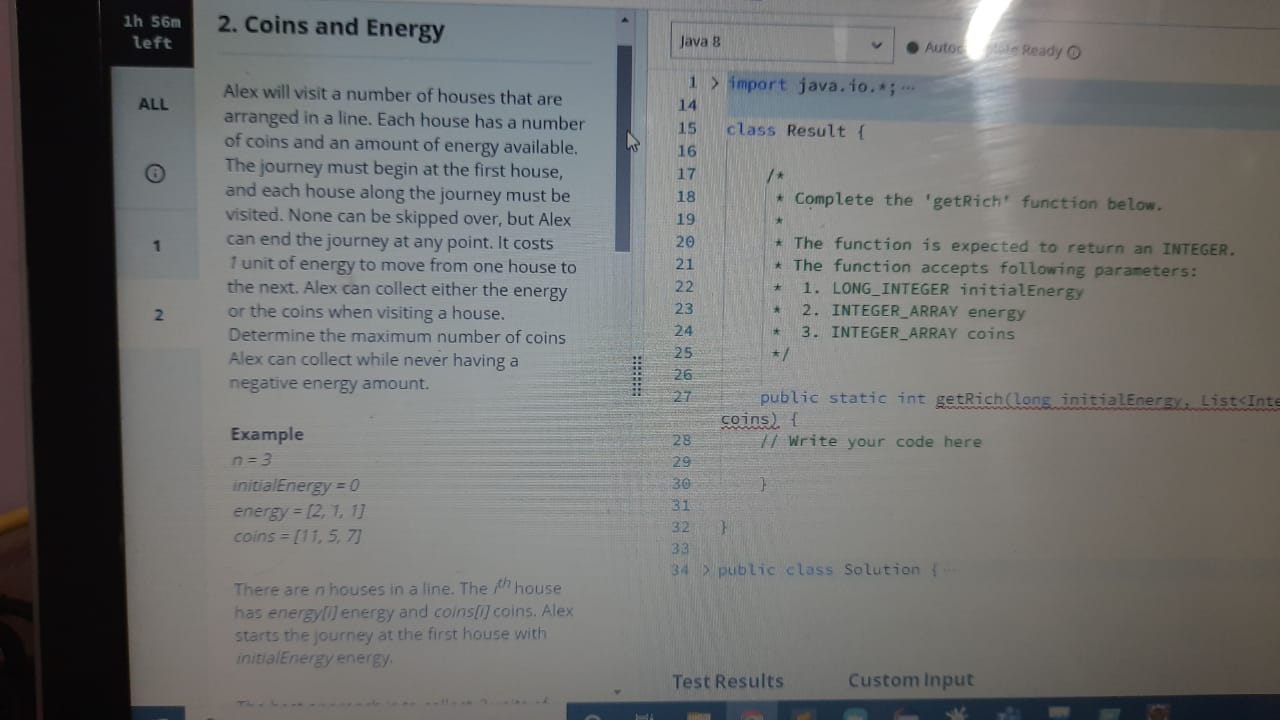 1h 56m
left
ALL
1
2
2. Coins and Energy
Alex will visit a number of houses that are
arranged in a line. Each house has a number
of coins and an amount of energy available.
The journey must begin at the first house,
and each house along the journey must be
visited. None can be skipped over, but Alex
can end the journey at any point. It costs
1 unit of energy to move from one house to
the next. Alex can collect either the energy
or the coins when visiting a house.
Determine the maximum number of coins
Alex can collect while never having a
negative energy amount.
Example
n = 3
initialEnergy = 0
energy = [2, 1, 1]
coins = [11, 5, 7]
There are n houses in a line. The ith house
has energy[i] energy and coins[i] coins. Alex
starts the journey at the first house with
initialEnergy energy.
Java 8
Ready
1 > import java.io.*;...
14
15 class Result {
16
17 /*
18 * Complete the 'getRich' function below.
19 *
20 * The function is expected to return an INTEGER.
21 * The function accepts following parameters:
22 * 1. LONG_INTEGER initialEnergy
23 * 2. INTEGER_ARRAY energy
24 * 3. INTEGER_ARRAY coins
25 */
26
27 public static int getRich(long initialEnergy, List<Inte
coins) {
28 // Write your code here
29
30 }
31
32 }
33
34 > public class Solution {...
Test Results Custom Input